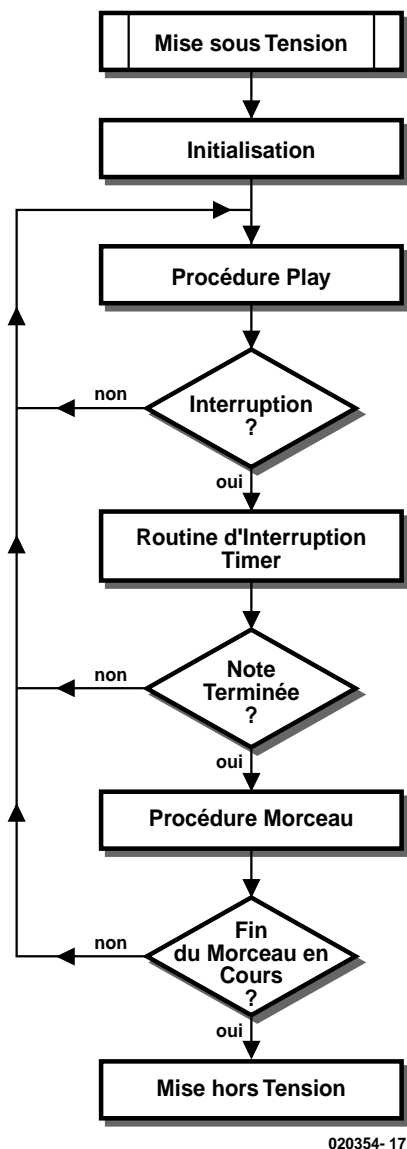 Mise sous Tension
Initialisation
Procédure Play
non
Interruption
?
oui
Routine d'Interruption
Timer
non
Note
Terminée
?
oui
Procédure Morceau
non
Fin
du Morceau en
Cours
?
oui
Mise hors Tension
020354- 17